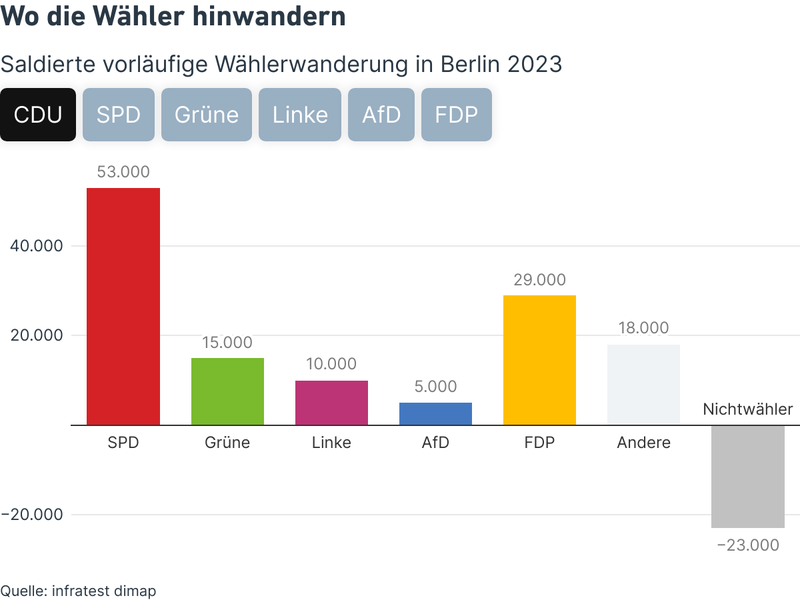 Wo die Wähler hinwandern
Saldierte vorläufige Wählerwanderung in Berlin 2023
CDU SPD Grüne Linke AfD FDP
53.000
40.000
29.000
20.000
15.000
18.000
10.000
5.000
Nichtwähler
SPD Grüne Linke AfD FDP Andere
−20.000
−23.000
Quelle: infratest dimap